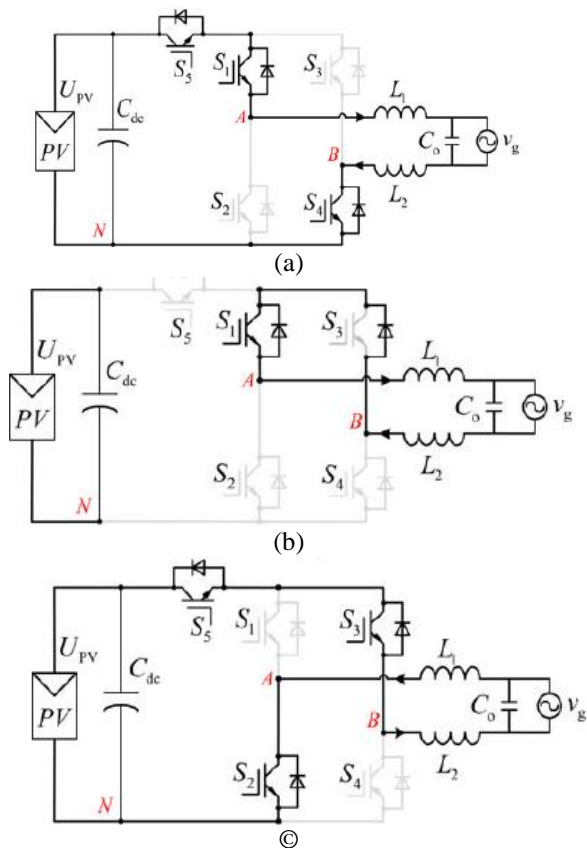 S5
S1
S3
UPV
Cdc
L1
A
Co
vg
PV
B
L2
S2
S4
N
(a)
S5
S1
S3
UPV
Cdc
L1
A
Co
vg
PV
B
L2
S2
S4
N
(b)
S5
S1
S3
UPV
Cdc
L1
A
Co
vg
PV
B
L2
S2
S4
N
©